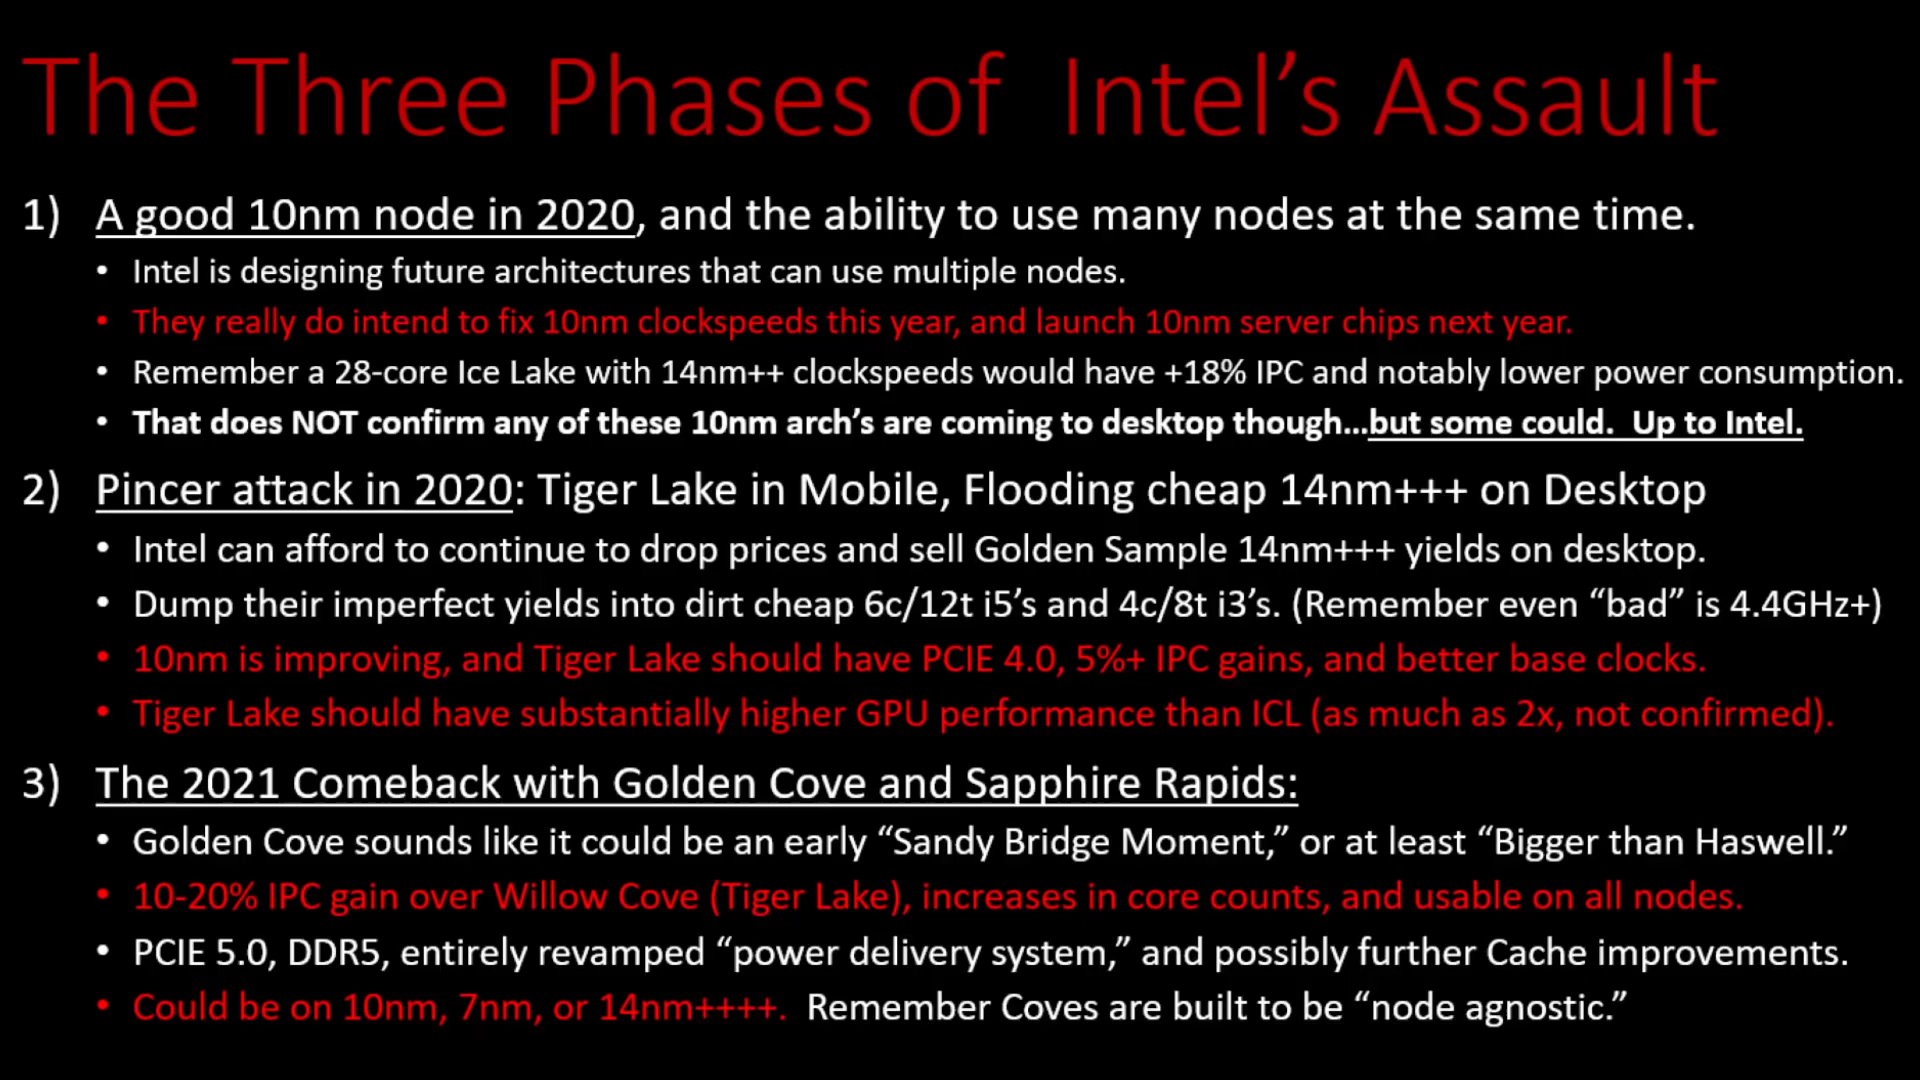 The Three Phases of  Intel’s Assault
1) A good 10nm node in 2020, and the ability to use many nodes at the same time.
• Intel is designing future architectures that can use multiple nodes.
• They really do intend to fix 10nm clockspeeds this year, and launch 10nm server chips next year.
• Remember a 28-core Ice Lake with 14nm++ clockspeeds would have +18% IPC and notably lower power consumption.
• That does NOT confirm any of these 10nm arch’s are coming to desktop though...but some could.  Up to Intel.
2) Pincer attack in 2020: Tiger Lake in Mobile, Flooding cheap 14nm+++ on Desktop
• Intel can afford to continue to drop prices and sell Golden Sample 14nm+++ yields on desktop.
• Dump their imperfect yields into dirt cheap 6c/12t i5’s and 4c/8t i3’s. (Remember even “bad” is 4.4GHz+)
• 10nm is improving, and Tiger Lake should have PCIE 4.0, 5%+ IPC gains, and better base clocks.
• Tiger Lake should have substantially higher GPU performance than ICL (as much as 2x, not confirmed).
3) The 2021 Comeback with Golden Cove and Sapphire Rapids:
• Golden Cove sounds like it could be an early “Sandy Bridge Moment,” or at least “Bigger than Haswell.”
• 10-20% IPC gain over Willow Cove (Tiger Lake), increases in core counts, and usable on all nodes.
• PCIE 5.0, DDR5, entirely revamped “power delivery system,” and possibly further Cache improvements.
• Could be on 10nm, 7nm, or 14nm++++.  Remember Coves are built to be “node agnostic.”